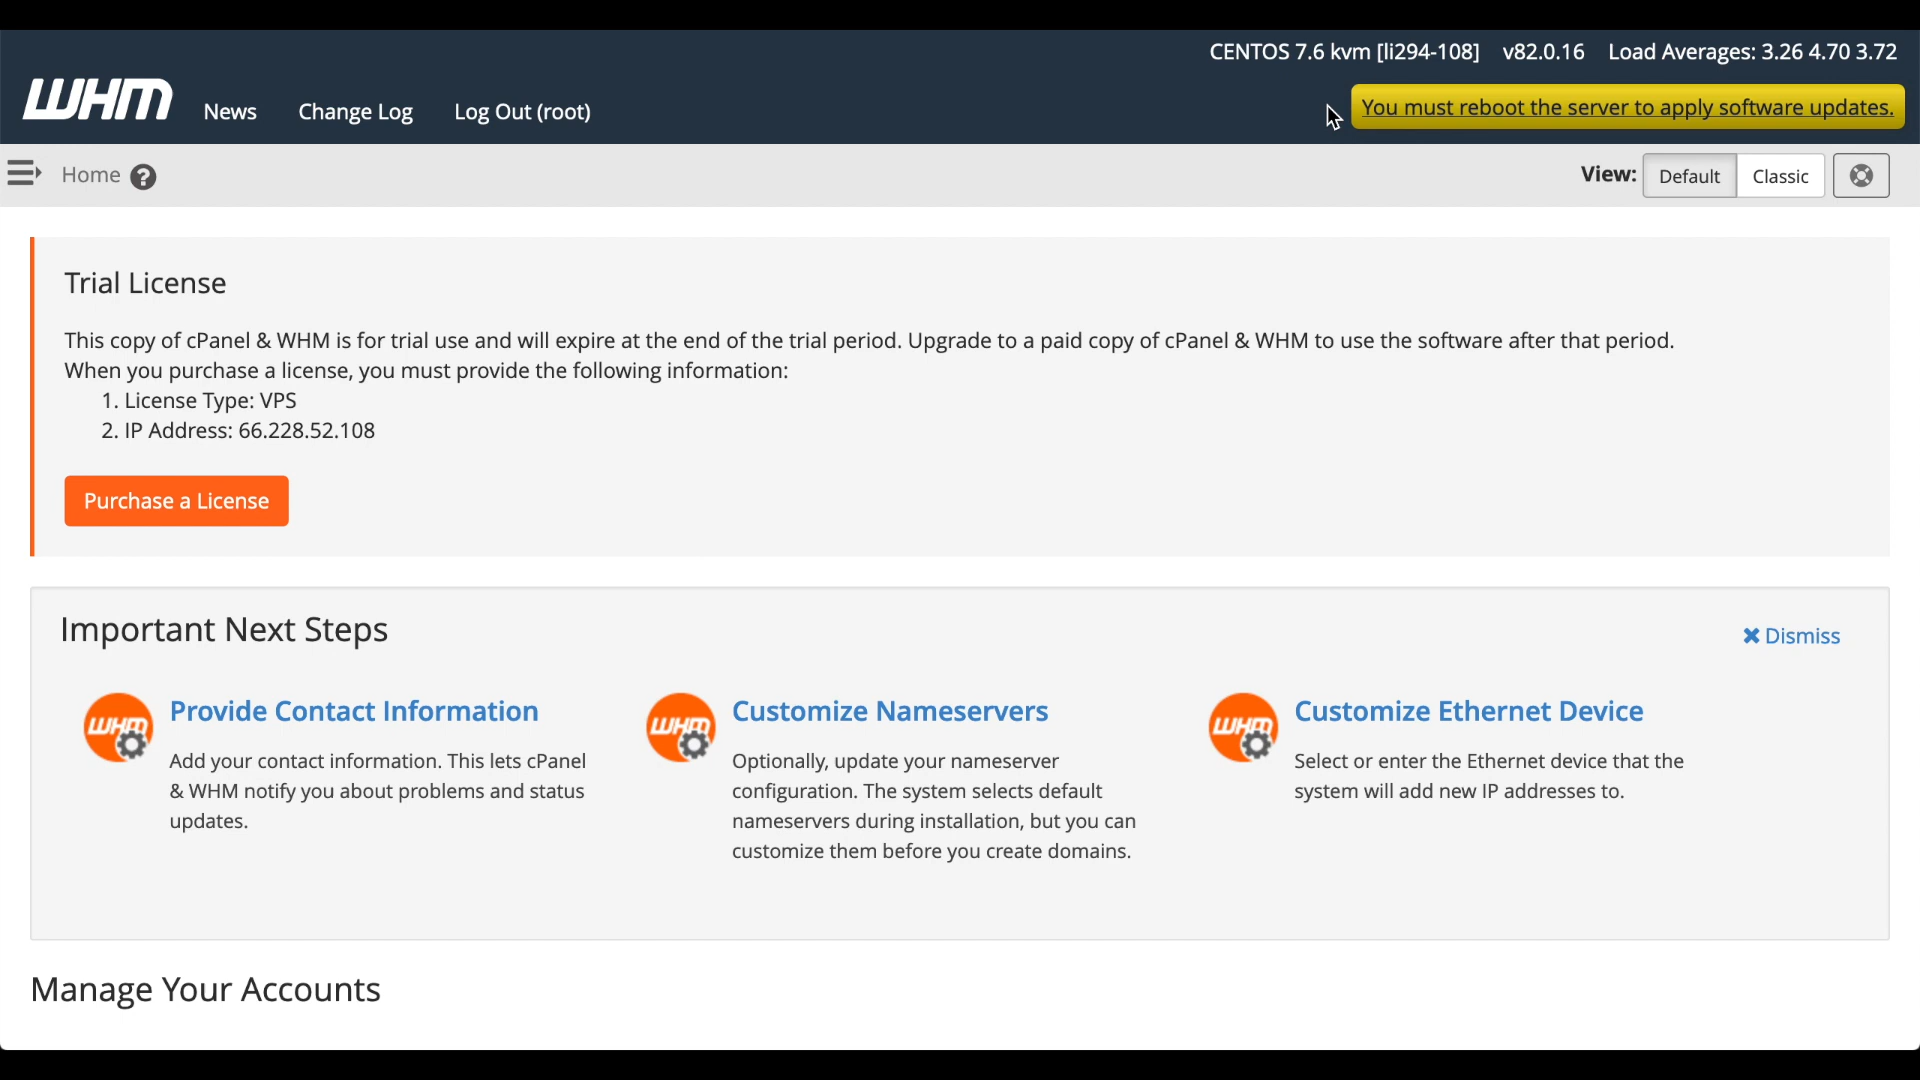 CENTOS 7.6 kvm [li294-108] v82.0.16 Load Averages: 3.26 4.70 3.72
WHM News Change Log Log Out (root) You must reboot the server to apply software updates.
Home ? View: Default Classic
Trial License
This copy of cPanel & WHM is for trial use and will expire at the end of the trial period. Upgrade to a paid copy of cPanel & WHM to use the software after that period.
When you purchase a license, you must provide the following information:
1. License Type: VPS
2. IP Address: 66.228.52.108
Purchase a License
Important Next Steps
Dismiss
WHM
Provide Contact Information
Add your contact information. This lets cPanel
& WHM notify you about problems and status
updates.
WHM
Customize Nameservers
Optionally, update your nameserver
configuration. The system selects default
nameservers during installation, but you can
customize them before you create domains.
WHM
Customize Ethernet Device
Select or enter the Ethernet device that the
system will add new IP addresses to.
Manage Your Accounts